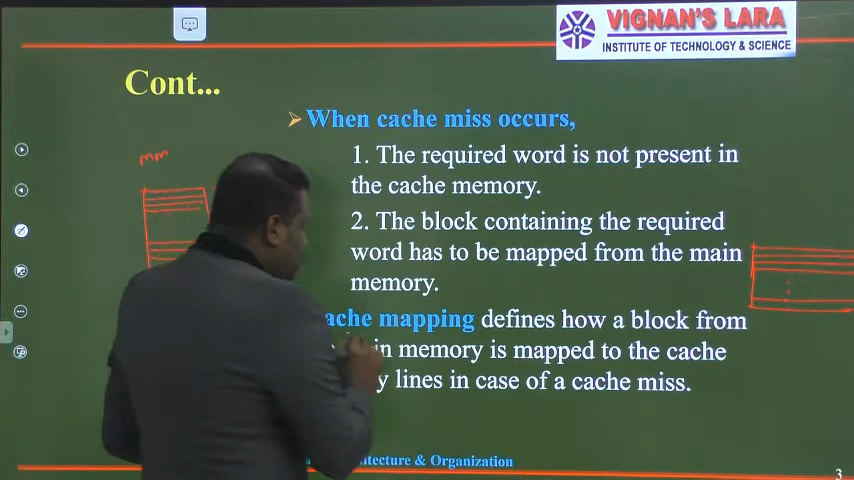 VIGNAN'S LARA
INSTITUTE OF TECHNOLOGY & SCIENCE
Cont...
When cache miss occurs,
1. The required word is not present in
the cache memory.
2. The block containing the required
word has to be mapped from the main
memory.
mm
mapping defines how a block from
memory is mapped to the cache
lines in case of a cache miss.
& Organization
3